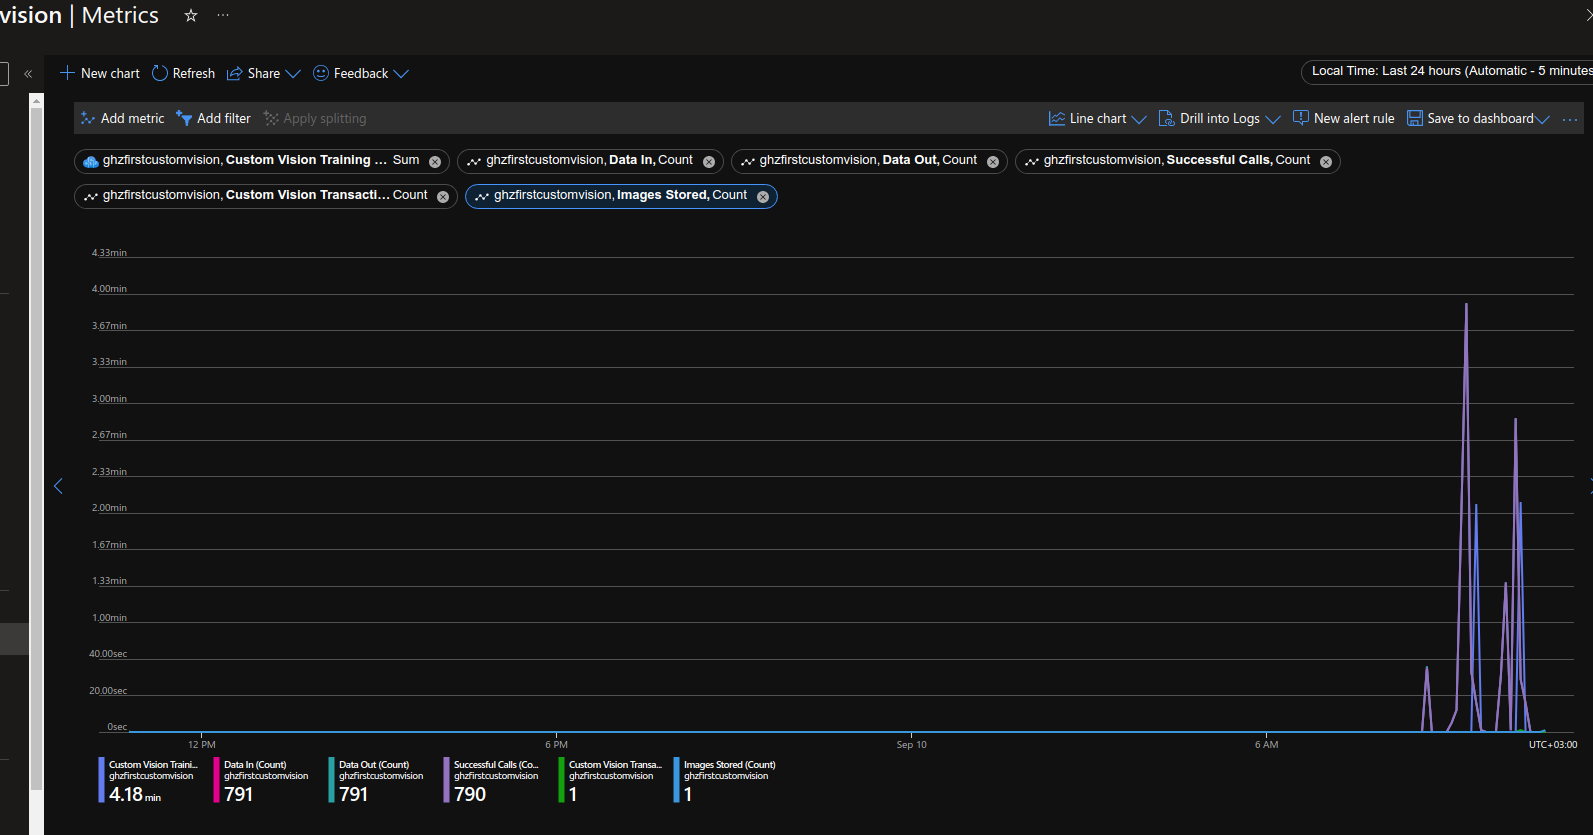 vision | Metrics
New chart Refresh Share Feedback
Local Time: Last 24 hours (Automatic - 5 minutes
Add metric Add filter Apply splitting Line chart Drill into Logs New alert rule Save to dashboard
ghzfirstcustomvision, Custom Vision Training ... Sum ghzfirstcustomvision, Data In, Count ghzfirstcustomvision, Data Out, Count ghzfirstcustomvision, Successful Calls, Count
ghzfirstcustomvision, Custom Vision Transacti... Count ghzfirstcustomvision, Images Stored, Count
4.33min
4.00min
3.67min
3.33min
3.00min
2.67min
2.33min
2.00min
1.67min
1.33min
1.00min
40.00sec
20.00sec
0sec
12 PM 6 PM Sep 10 6 AM UTC+03:00
Custom Vision Traini... Data In (Count) Data Out (Count) Successful Calls (Co... Custom Vision Transa... Images Stored (Count)
ghzfirstcustomvision ghzfirstcustomvision ghzfirstcustomvision ghzfirstcustomvision ghzfirstcustomvision ghzfirstcustomvision
4.18 min 791 791 790 1 1